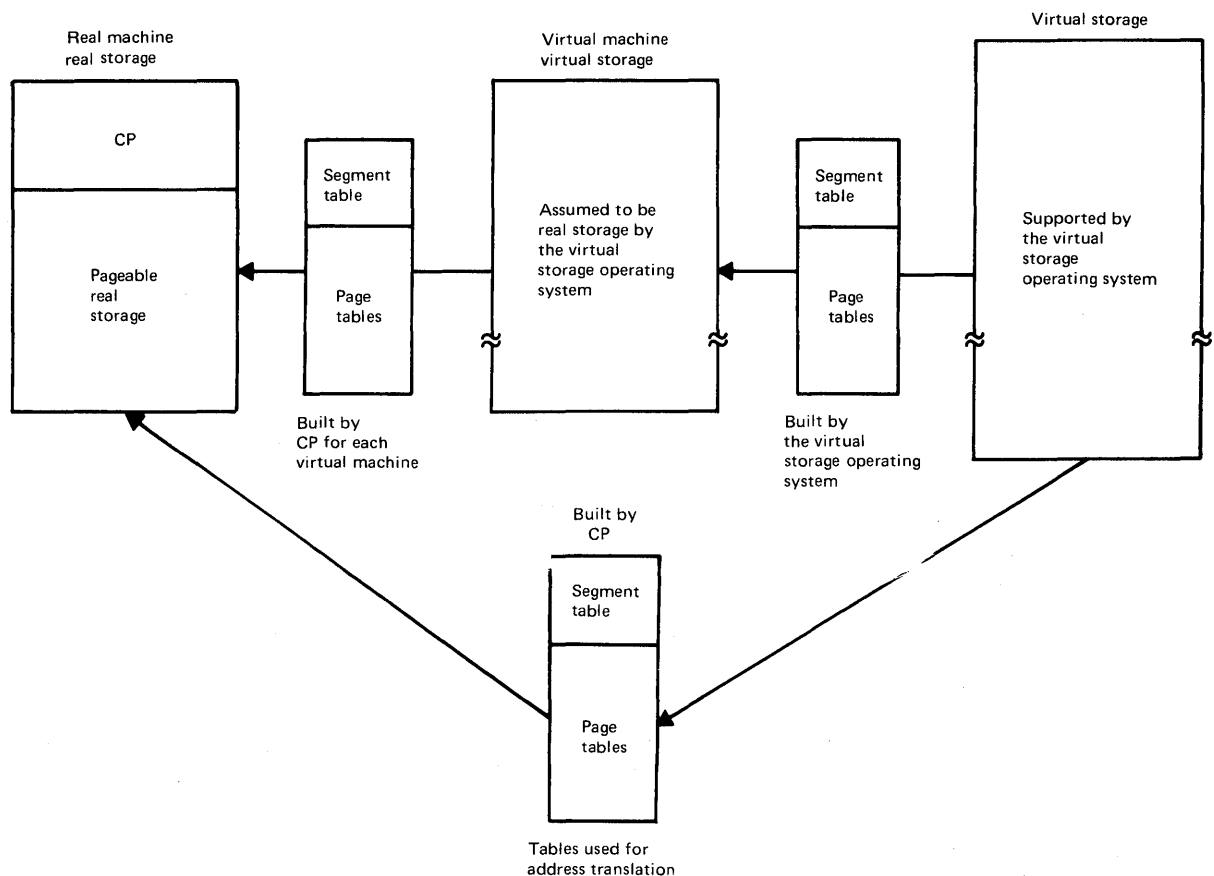 Real machine
real storage
CP
Pageable
real
storage
Segment
table
Page
tables
Built by
CP for each
virtual machine
Virtual machine
virtual storage
Assumed to be
real storage by
the virtual
storage operating
system
Segment
table
Page
tables
Built by
the virtual
storage operating
system
Virtual storage
Supported by
the virtual
storage
operating system
Built by
CP
Segment
table
Page
tables
Tables used for
address translation